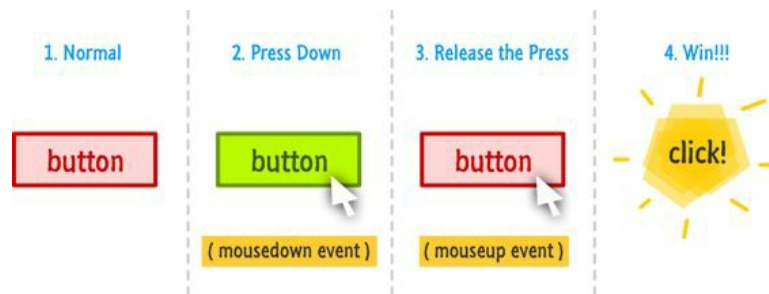 1. Normal
button
2. Press Down
button
( mousedown event )
3. Release the Press
button
( mouseup event )
4. Win!!!
click!